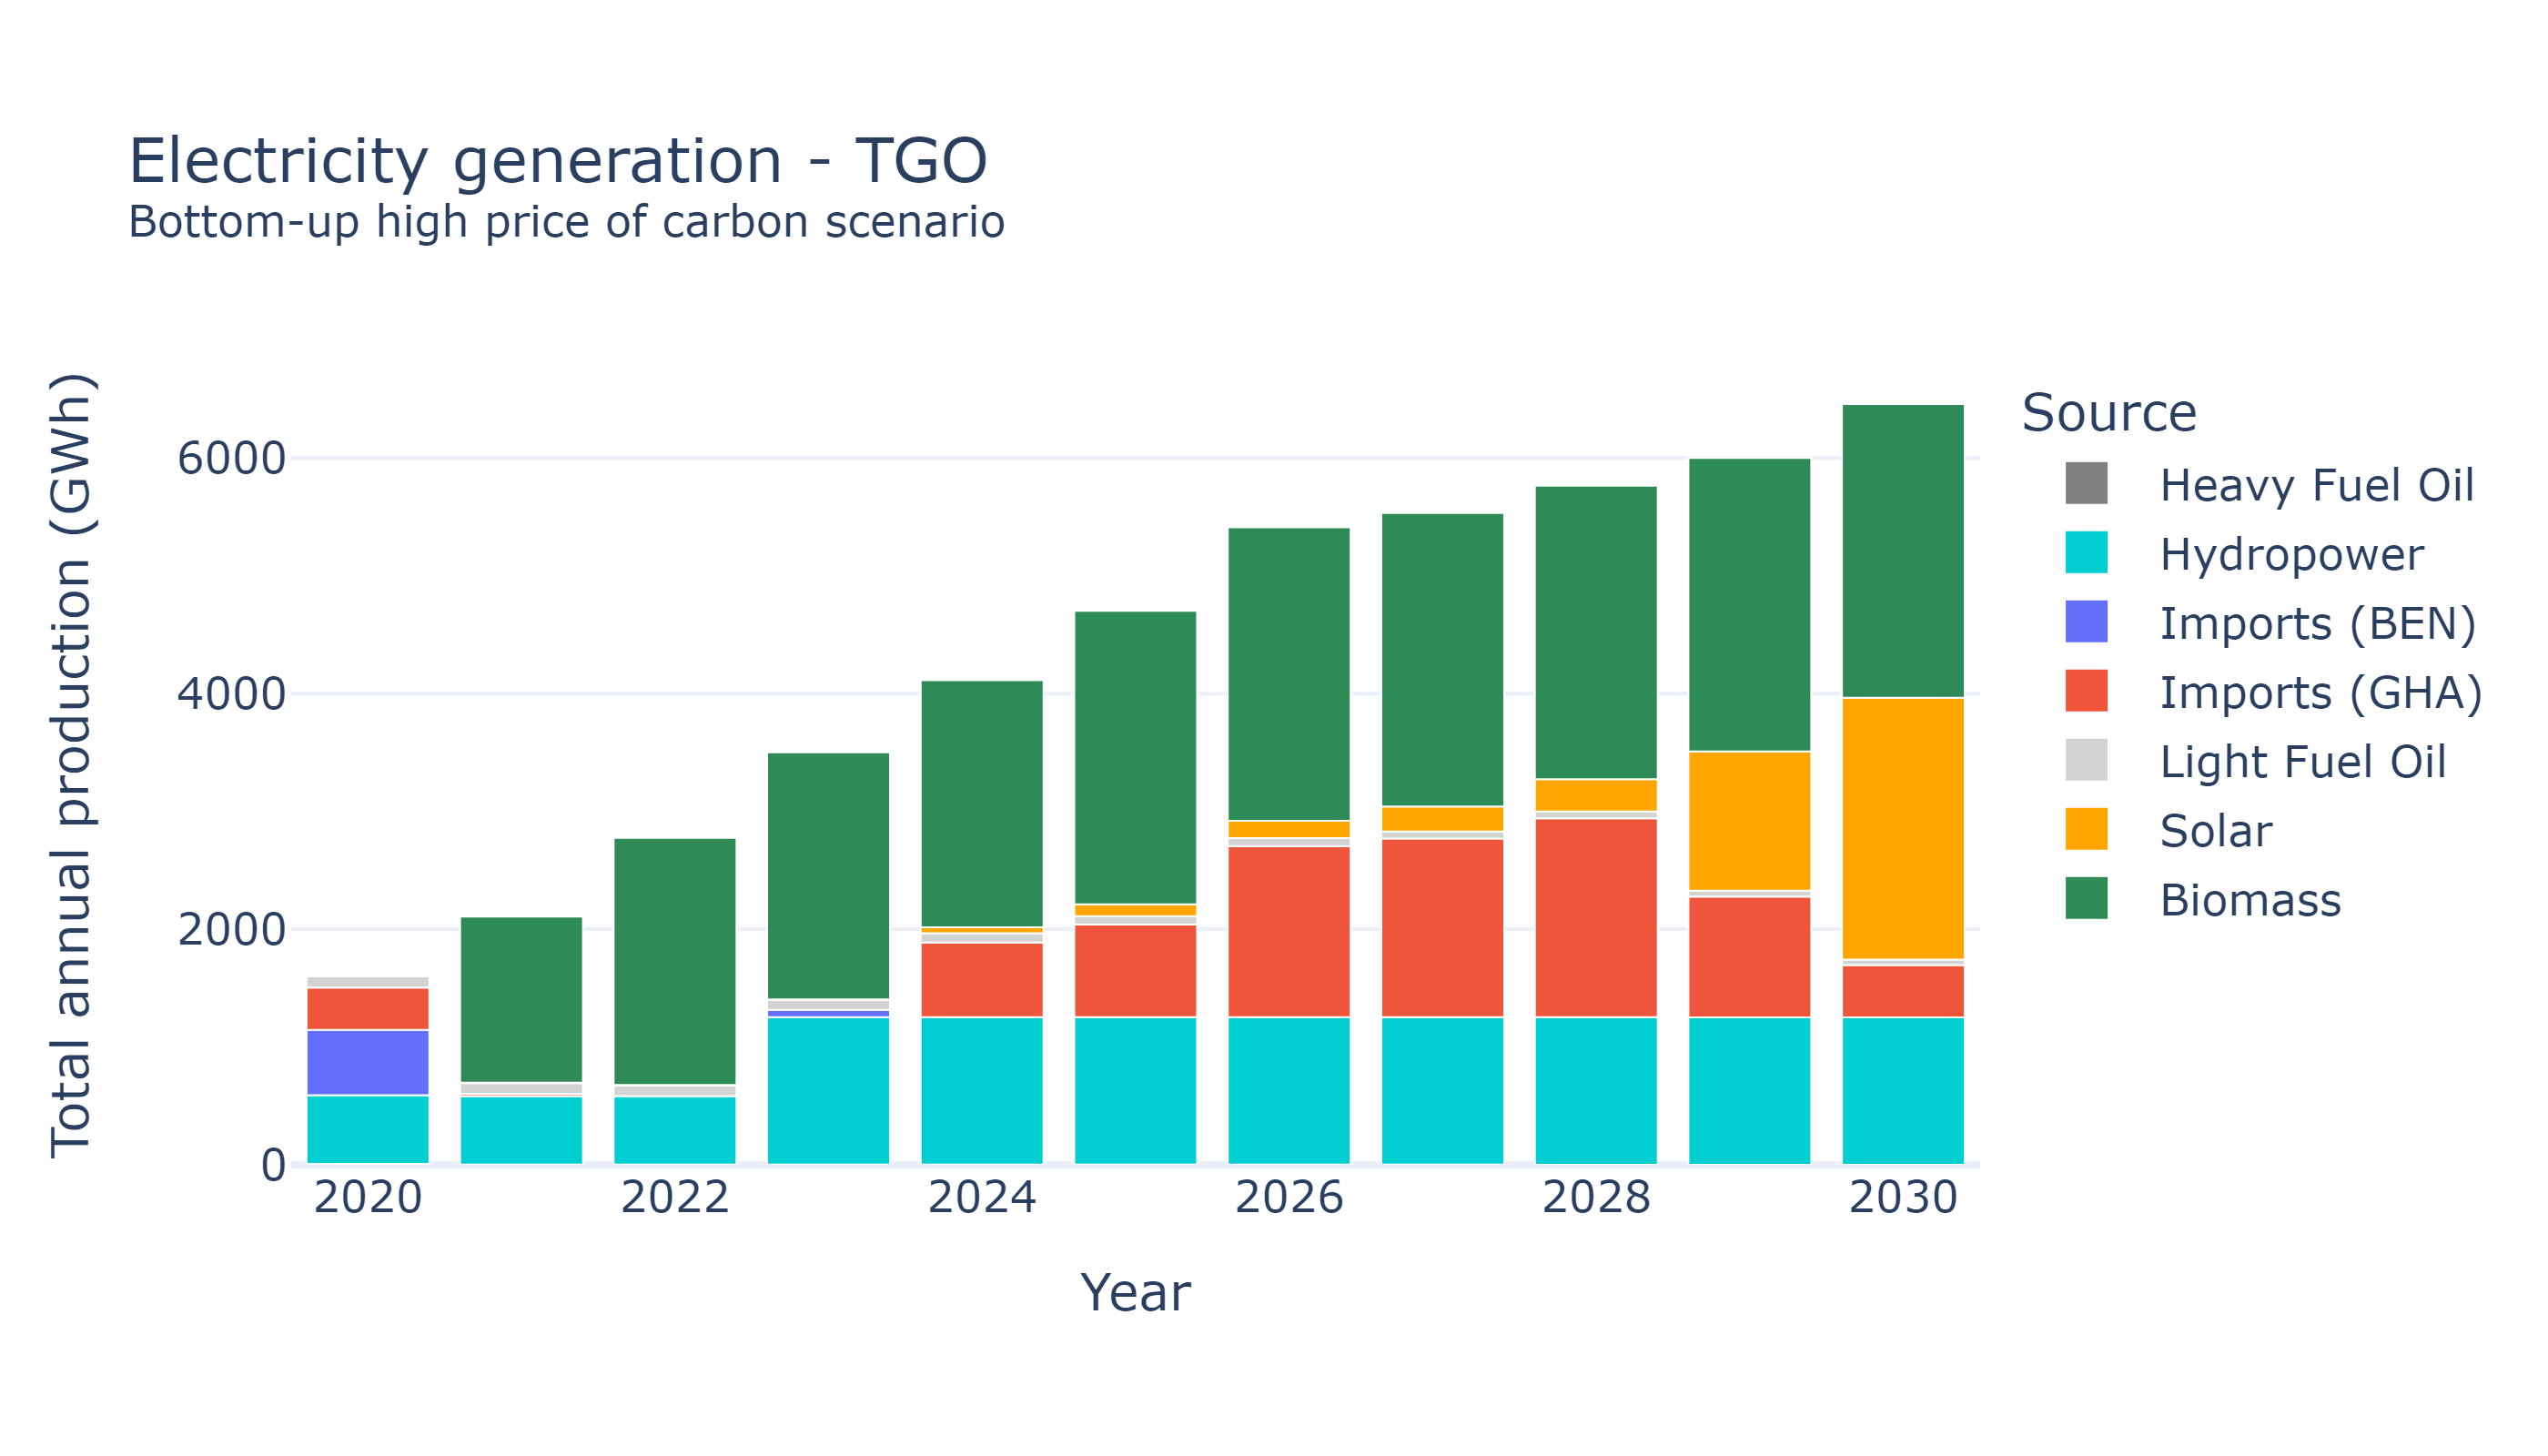 Electricity generation - TGO
Bottom-up high price of carbon scenario
Total annual production (GWh)
6000
4000
2000
0
2020
2022
2024
2026
2028
2030
Year
Source
Heavy Fuel Oil
Hydropower
Imports (BEN)
Imports (GHA)
Light Fuel Oil
Solar
Biomass